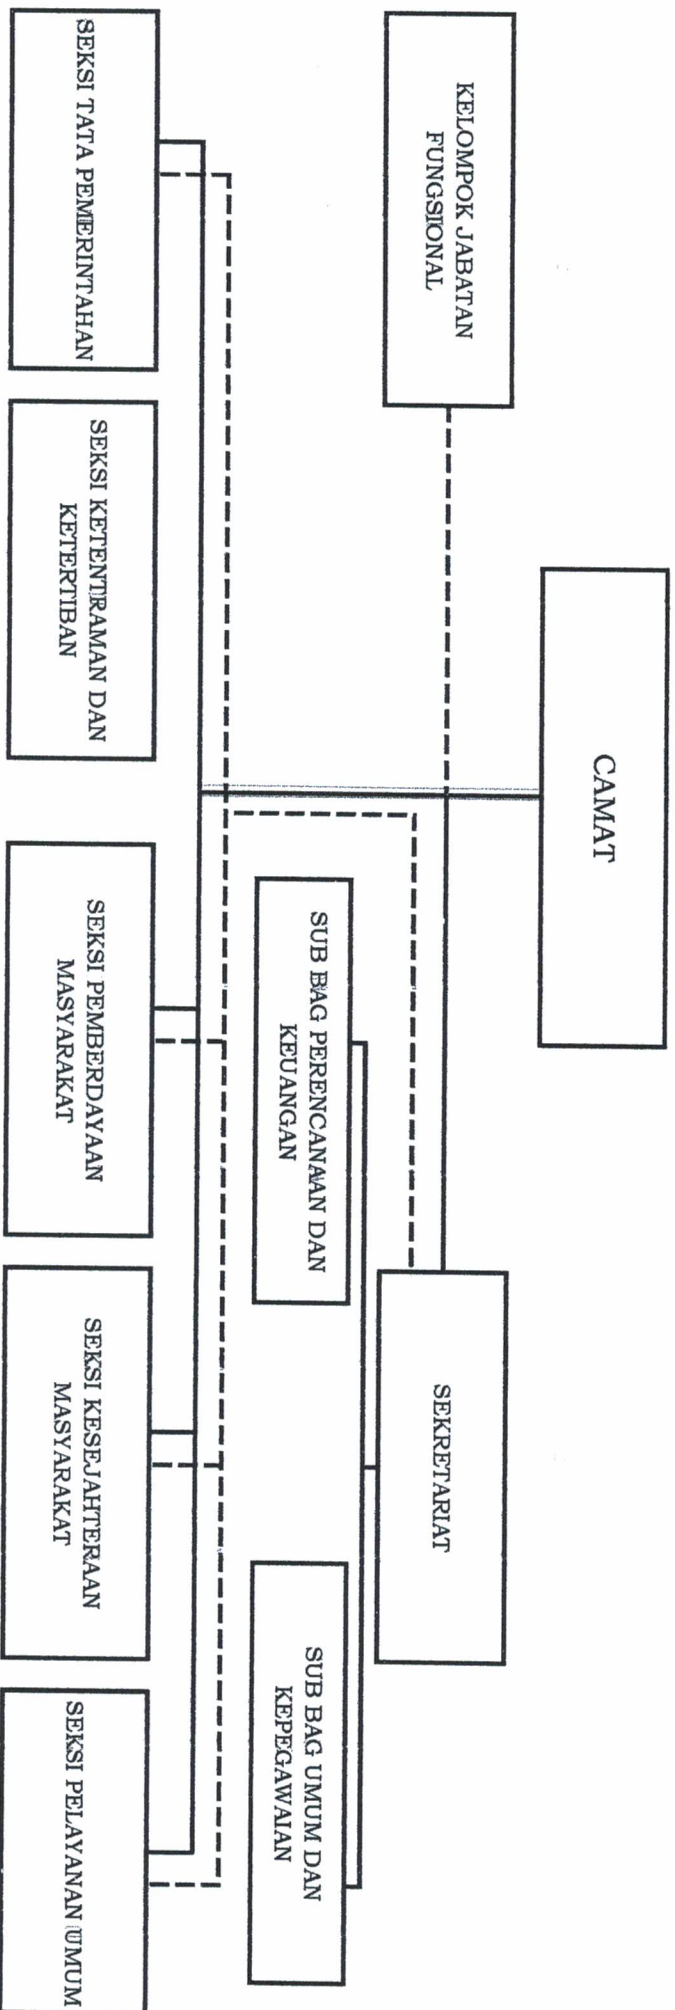 CAMAT
KELOMPOK JABATAN
FUNGSIONAL
SEKRETARIAT
SUB BAG PERENCANAAN DAN
KEUANGAN
SUB BAG UMUM DAN
KEPEGAWAIAN
SEKSI TATA PEMERINTAHAN
SEKSI KETENTRAMAN DAN
KETERTIBAN
SEKSI PEMBERDAYAAN
MASYARAKAT
SEKSI KESEJAHTERAAN
MASYARAKAT
SEKSI PELAYANAN UMUM